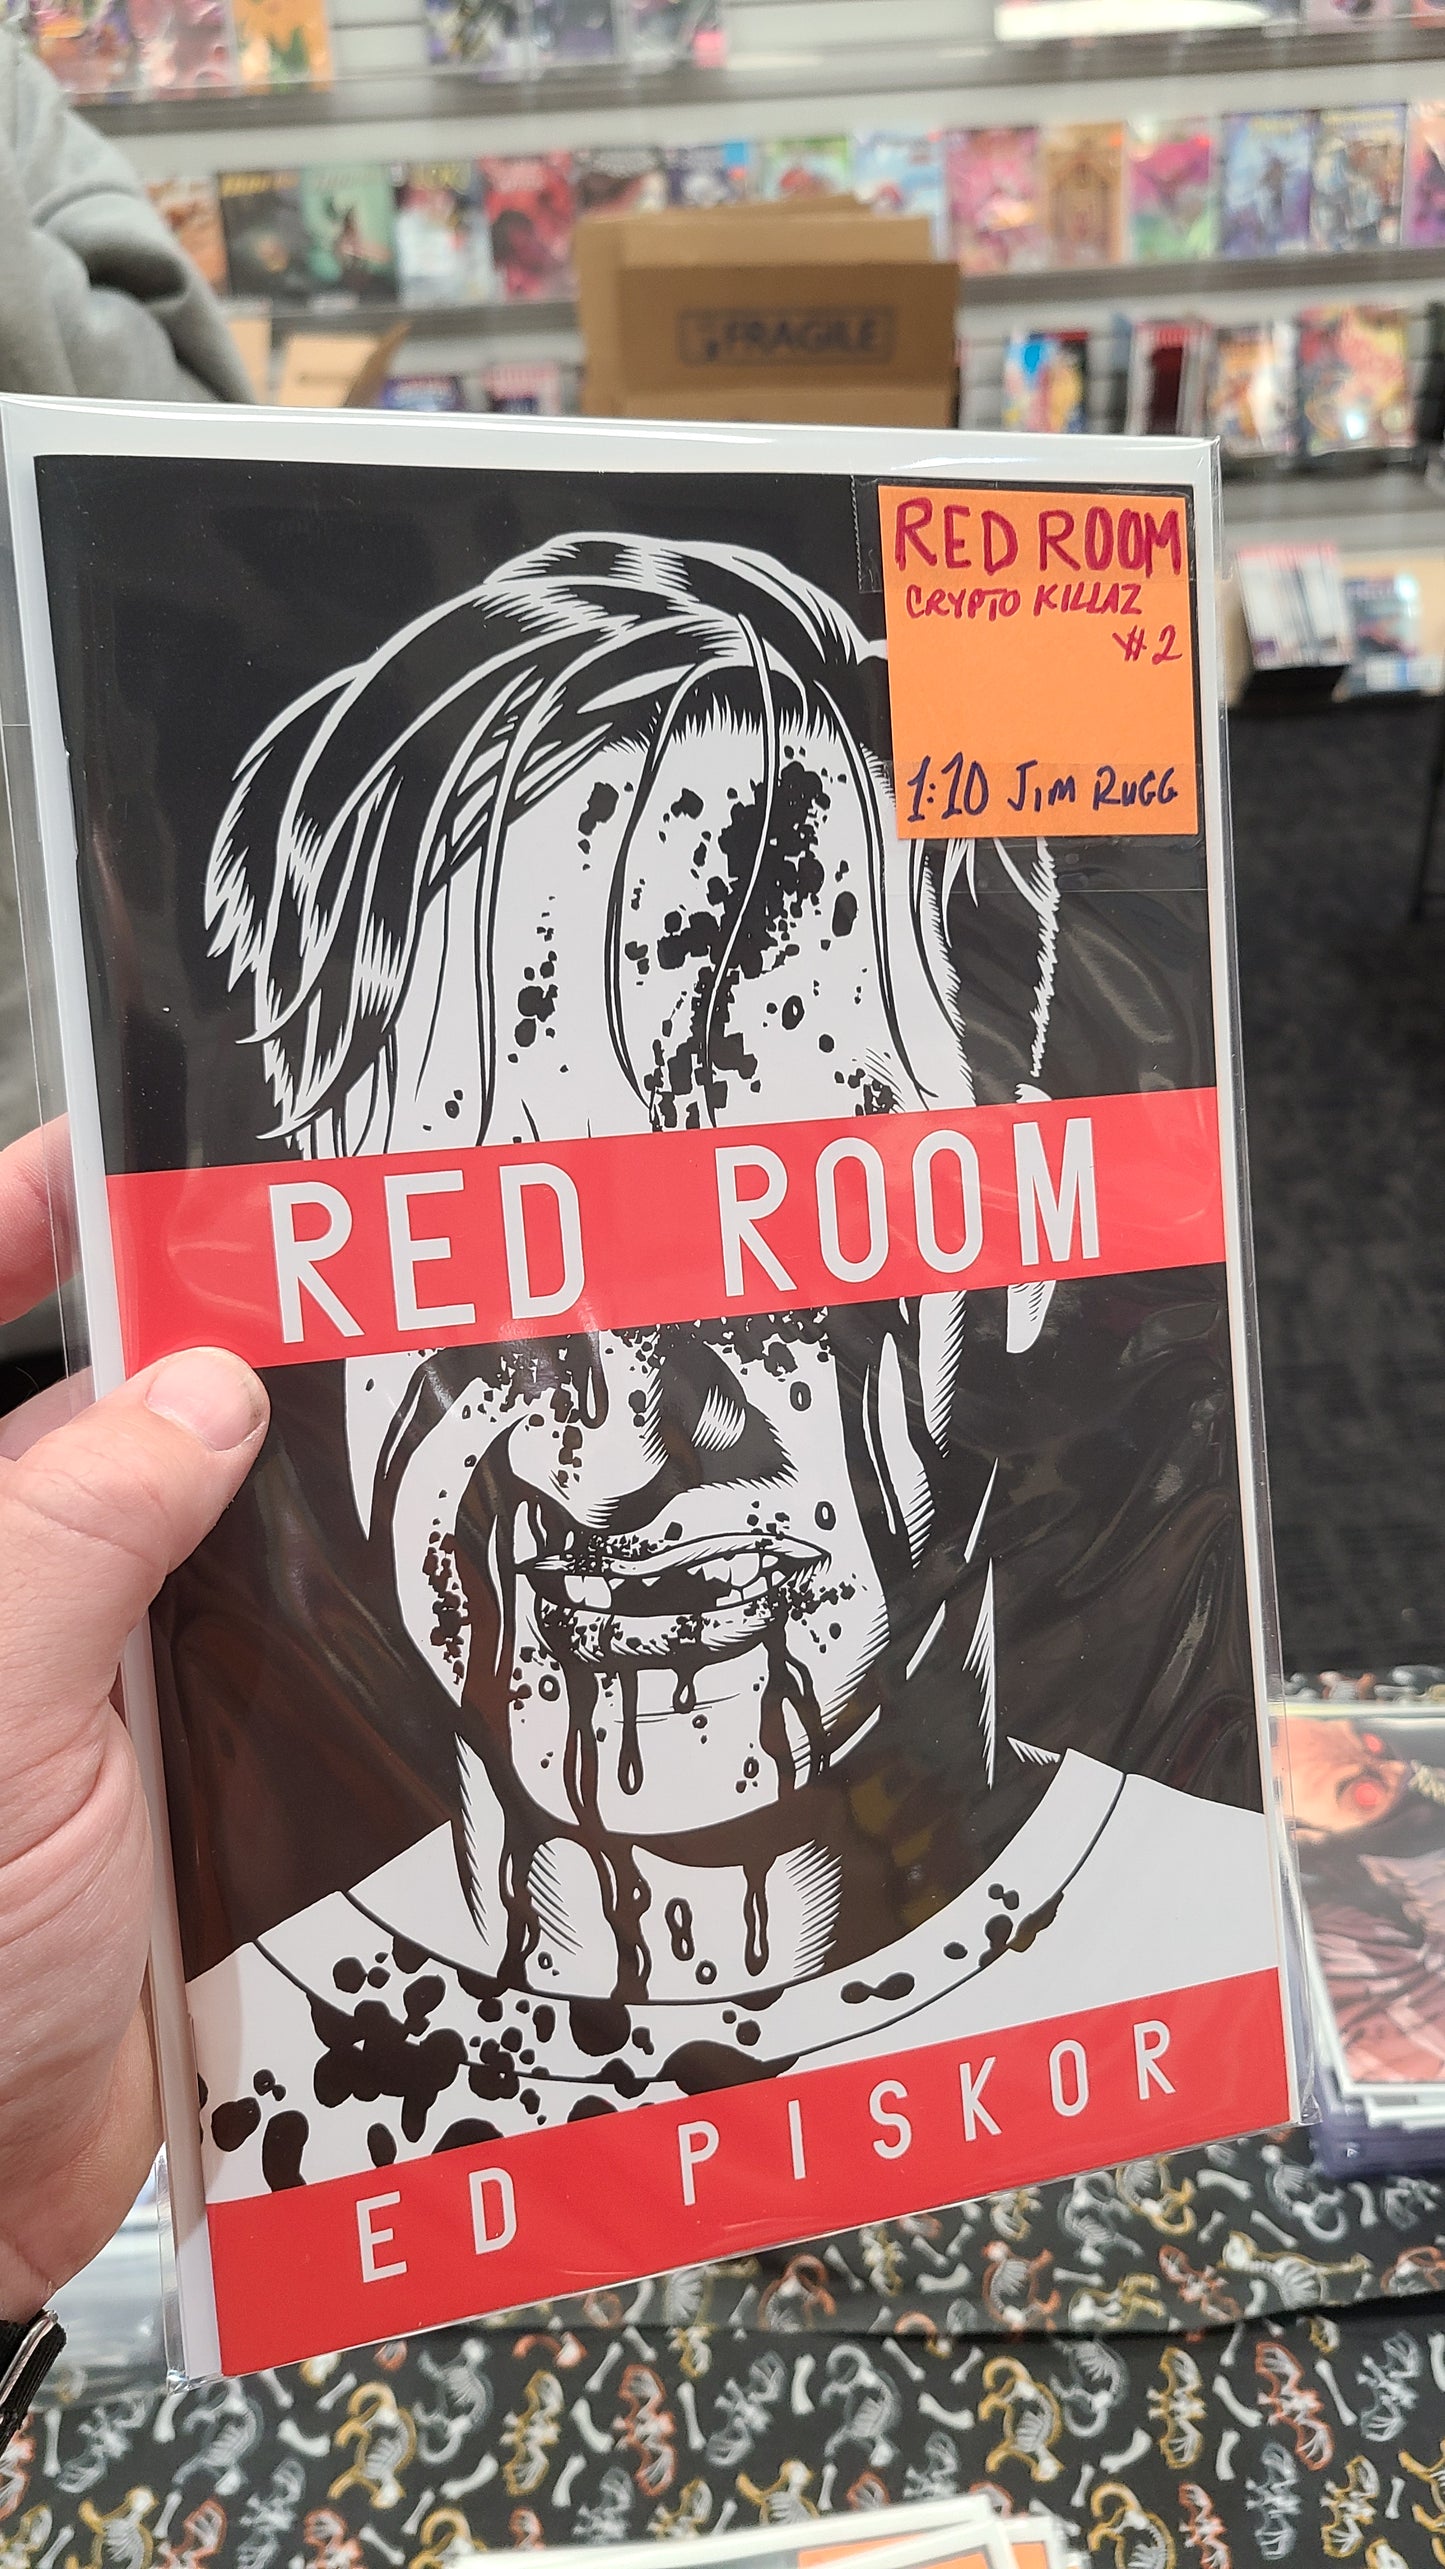 FRAGILE
RED ROOM
CRYPTO KILLAZ
#2
1:10 JIM RUGG
RED ROOM
ED PISKOR